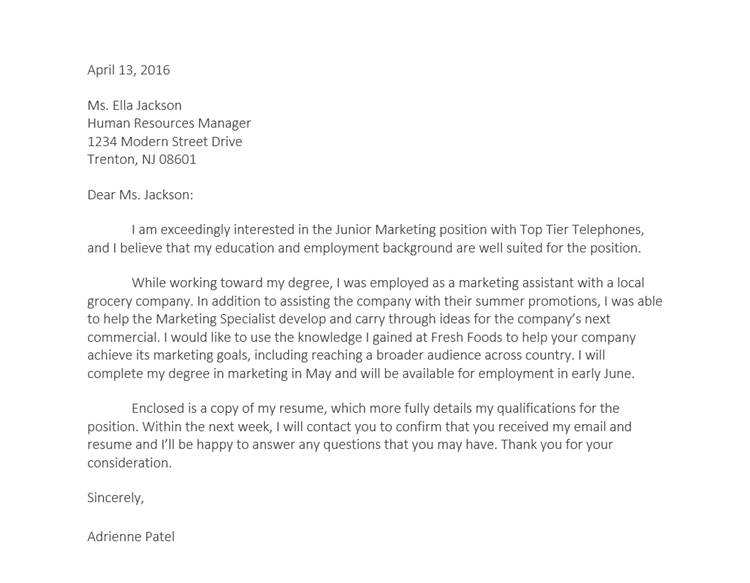 April 13, 2016
Ms. Ella Jackson
Human Resources Manager
1234 Modern Street Drive
Trenton, NJ 08601
Dear Ms. Jackson:
I am exceedingly interested in the Junior Marketing position with Top Tier Telephones,
and I believe that my education and employment background are well suited for the position.
While working toward my degree, I was employed as a marketing assistant with a local
grocery company. In addition to assisting the company with their summer promotions, I was able
to help the Marketing Specialist develop and carry through ideas for the company’s next
commercial. I would like to use the knowledge I gained at Fresh Foods to help your company
achieve its marketing goals, including reaching a broader audience across country. I will
complete my degree in marketing in May and will be available for employment in early June.
Enclosed is a copy of my resume, which more fully details my qualifications for the
position. Within the next week, I will contact you to confirm that you received my email and
resume and I’ll be happy to answer any questions that you may have. Thank you for your
consideration.
Sincerely,
Adrienne Patel